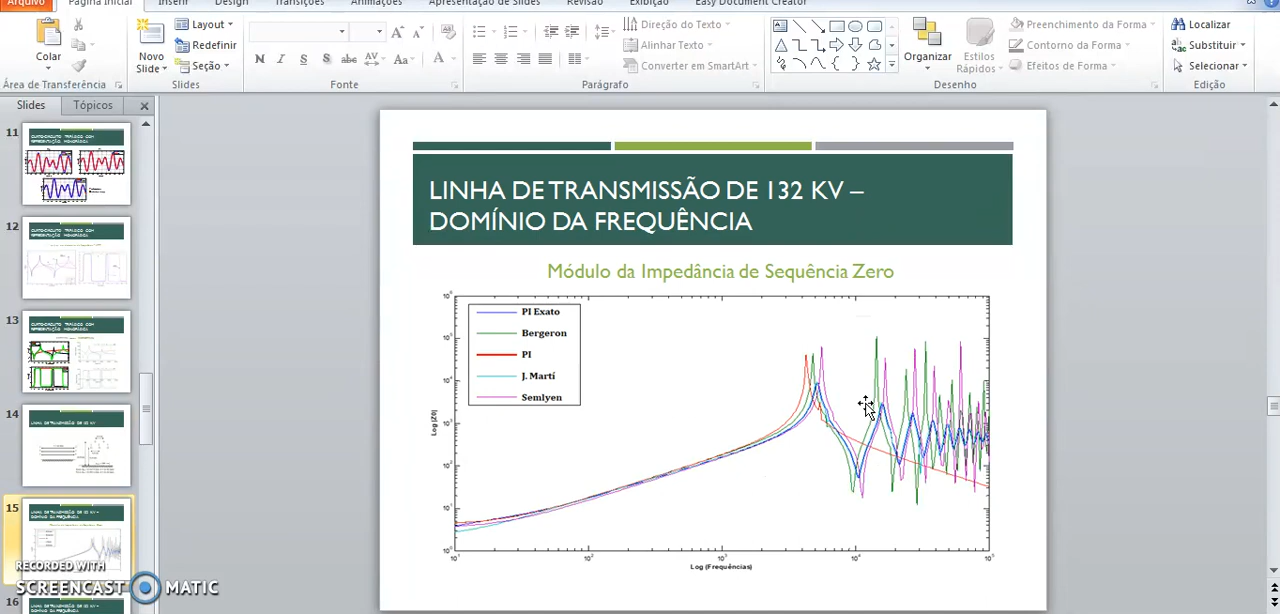 Arquivo Página Inicial Inserir Design Transições Animações Apresentação de Slides Revisão Exibição Easy Document Creator
Colar
Área de Transferência
Novo
Slide
Layout
Redefinir
Seção
Slides
N I S S abc AV Aa A
Fonte
Direção do Texto
Alinhar Texto
Converter em SmartArt
Parágrafo
Organizar
Estilos
Rápidos
Preenchimento da Forma
Contorno da Forma
Efeitos de Forma
Desenho
Localizar
Substituir
Selecionar
Edição
Slides Tópicos
11
12
13
14
15
16
LINHA DE TRANSMISSÃO DE 132 KV –
DOMÍNIO DA FREQUÊNCIA
Módulo da Impedância de Sequência Zero
PI Exato
Bergeron
PI
J. Martí
Semlyen
Log (Z0)
Log (Frequências)
RECORDED WITH
SCREENCAST MATIC